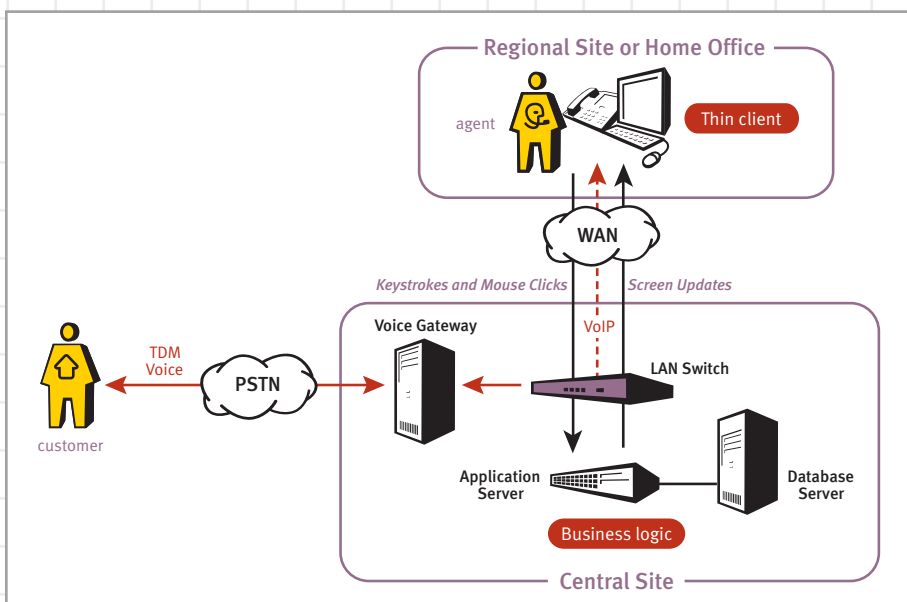 Regional Site or Home Office
agent
Thin client
WAN
Keystrokes and Mouse Clicks
Screen Updates
VoIP
Voice Gateway
TDM
Voice
PSTN
LAN Switch
customer
Application
Server
Database
Server
Business logic
Central Site